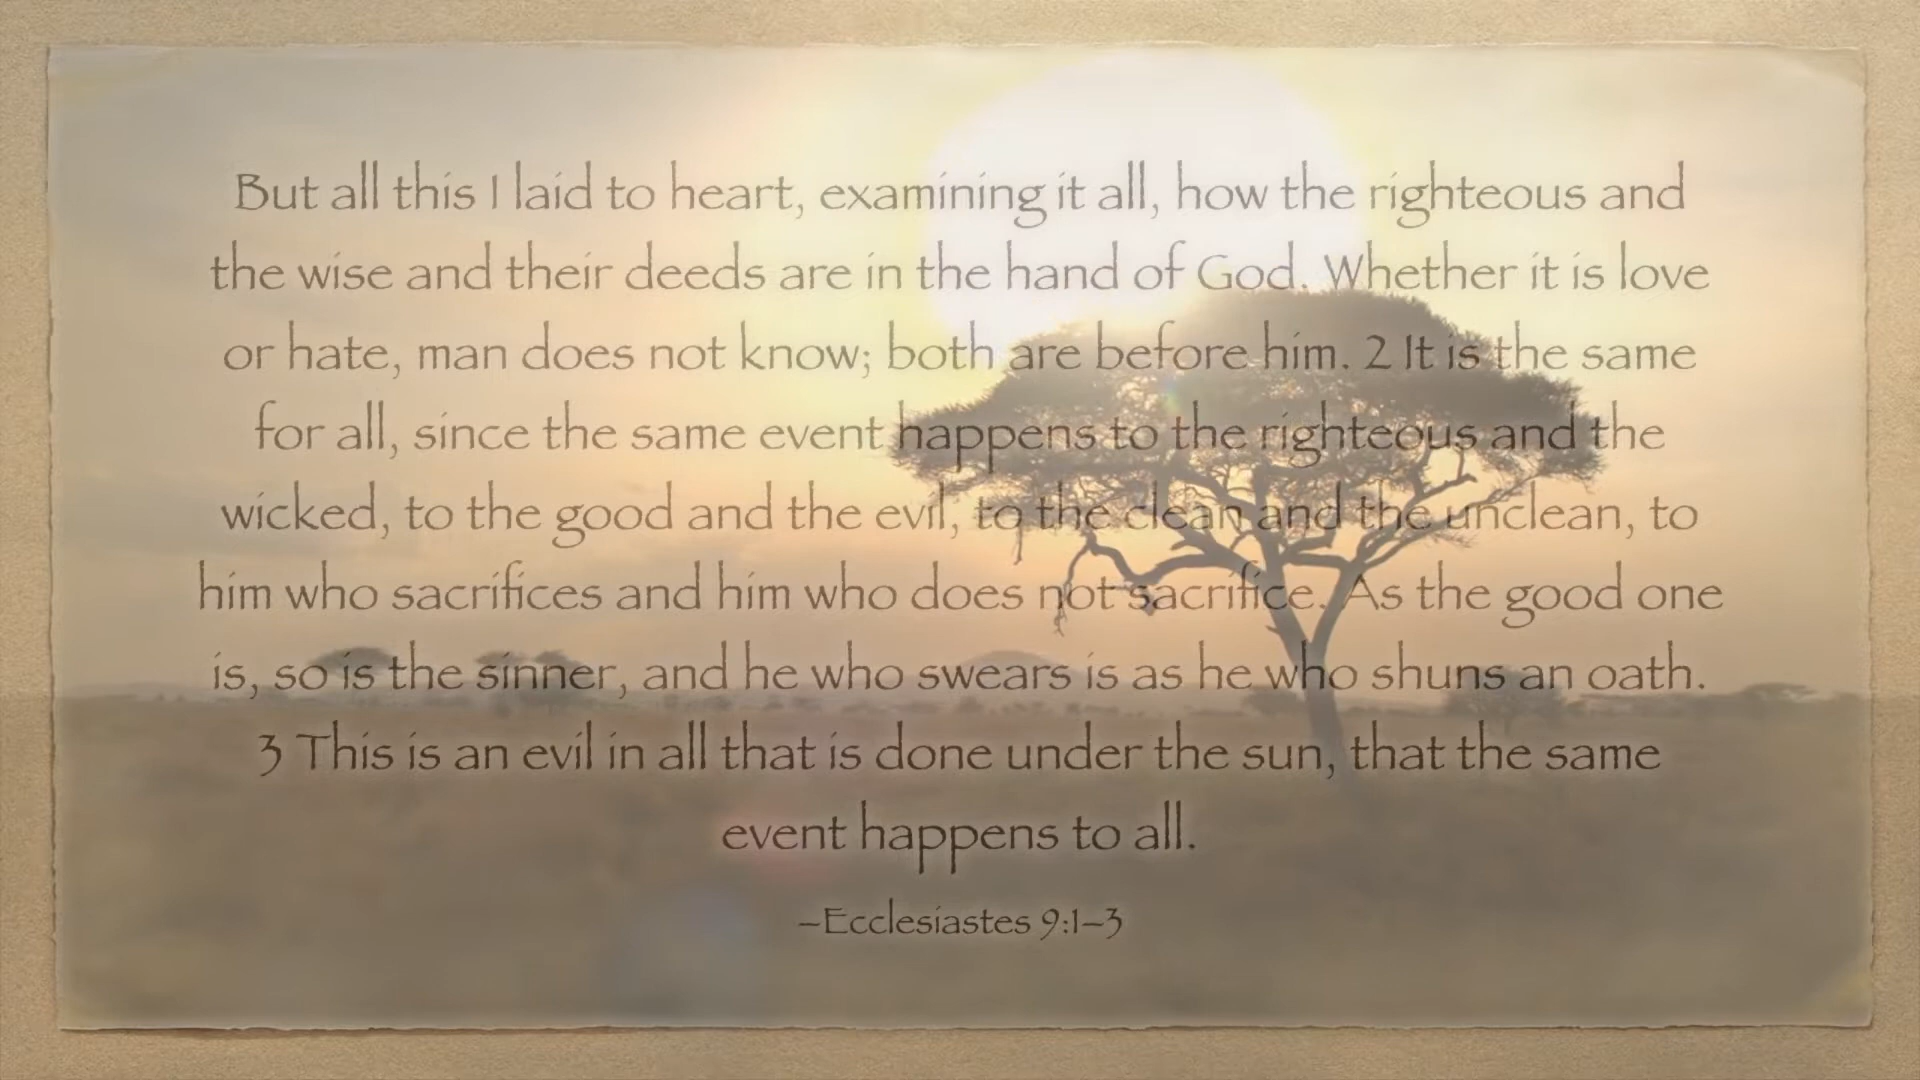 But all this I laid to heart, examining it all, how the righteous and
the wise and their deeds are in the hand of God. Whether it is love
or hate, man does not know; both are before him. 2 It is the same
for all, since the same event happens to the righteous and the
wicked, to the good and the evil, to the clean and the unclean, to
him who sacrifices and him who does not sacrifice. As the good one
is, so is the sinner, and he who swears is as he who shuns an oath.
3 This is an evil in all that is done under the sun, that the same
event happens to all.
–Ecclesiastes 9:1–3